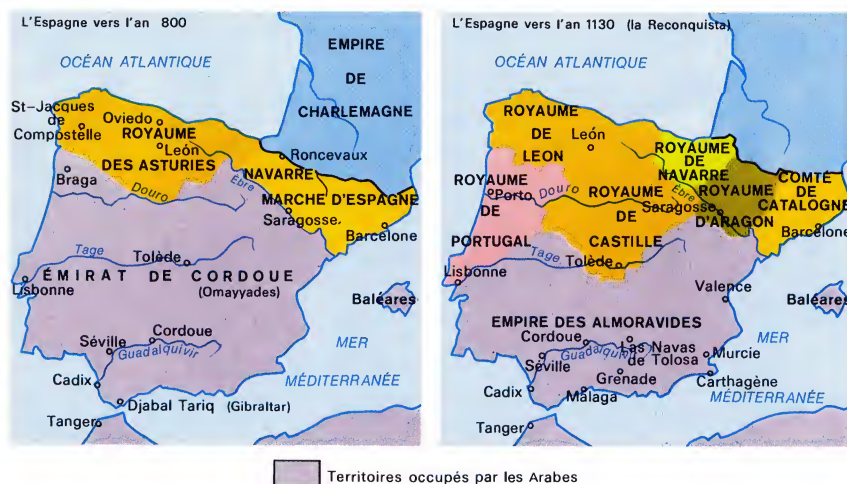 L'Espagne vers l'an 800
OCÉAN ATLANTIQUE
EMPIRE
DE
CHARLEMAGNE
St-Jacques
de
Compostelle
Oviedo
ROYAUME
León
DES ASTURIES
Roncevaux
NAVARRE
Braga
Douro
Èbre
MARCHE D'ESPAGNE
Saragosse
Barcelone
Tage
Tolède
ÉMIRAT DE CORDOUE
(Omayyades)
Lisbonne
Baléares
Séville
Cordoue
Guadalquivir
MER
MÉDITERRANÉE
Cadix
Djabal Tariq (Gibraltar)
Tanger
L'Espagne vers l'an 1130 (la Reconquista)
OCÉAN ATLANTIQUE
ROYAUME
DE
LEON
León
ROYAUME
DE
NAVARRE
COMTÉ
DE
CATALOGNE
ROYAUME
Porto
DE
PORTUGAL
Douro
ROYAUME
DE
CASTILLE
Èbre
Saragosse
ROYAUME
D'ARAGON
Barcelone
Tage
Tolède
Lisbonne
Valence
Baléares
EMPIRE DES ALMORAVIDES
Cordoue
Guadalquivir
Las Navas
de Tolosa
Séville
Murcie
Grenade
Carthagène
Cadix
Málaga
MER
MÉDITERRANÉE
Tanger
Territoires occupés par les Arabes